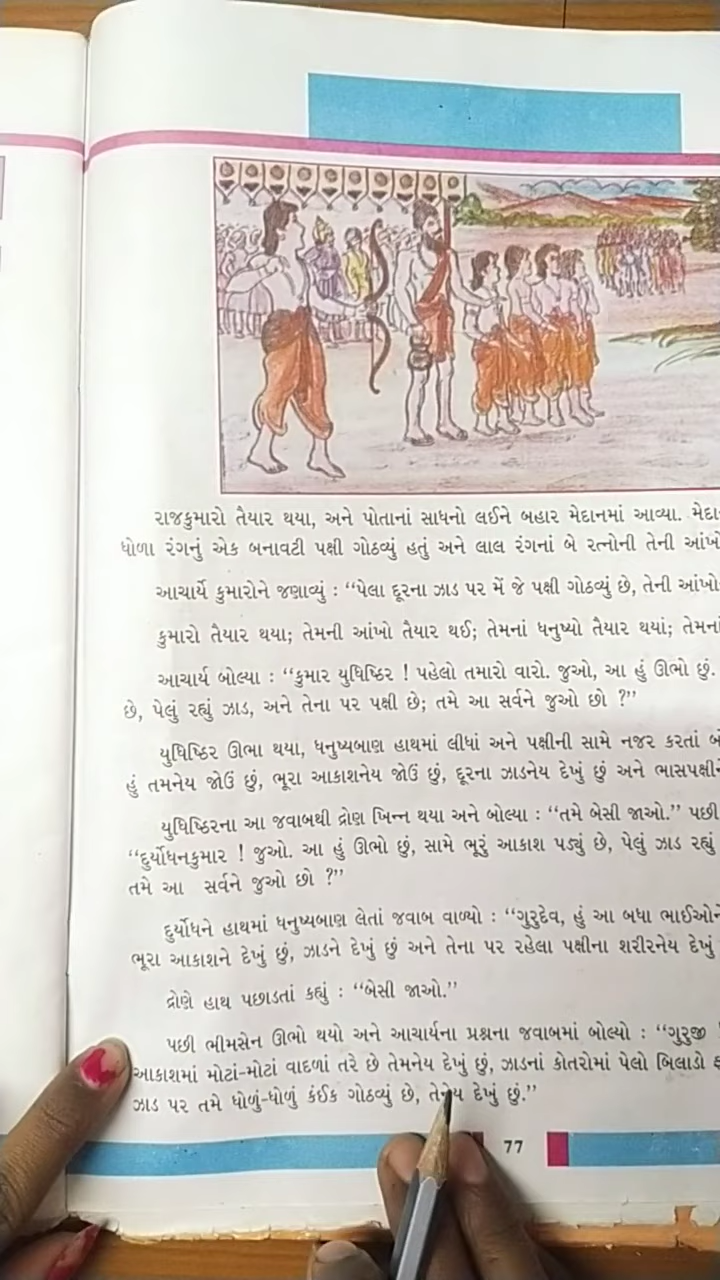 રાજકુમારો તૈયાર થયા, અને પોતાનાં સાધનો લઈને બહાર મેદાનમાં આવ્યા.
ધોળા રંગનું એક બનાવટી પક્ષી ગોઠવ્યું હતું અને લાલ રંગનાં બે રત્નોની તેની આંખો
આચાર્યે કુમારોને જણાવ્યું : “પેલા દૂરના ઝાડ પર મેં જે પક્ષી ગોઠવ્યું છે, તેની આંખો
કુમારો તૈયાર થયા; તેમની આંખો તૈયાર થઈ; તેમનાં ધનુષ્યો તૈયાર થયાં; તેમનાં
આચાર્ય બોલ્યા : “કુમાર યુધિષ્ઠિર ! પહેલો તમારો વારો. જુઓ, આ હું ઊભો છું.
છે, પેલું રહ્યું ઝાડ, અને તેના પર પક્ષી છે; તમે આ સર્વને જુઓ છો ?”
યુધિષ્ઠિર ઊભા થયા, ધનુષ્યબાણ હાથમાં લીધાં અને પક્ષીની સામે નજર કરતાં
હું તમનેય જોઉં છું, ભૂરા આકાશનેય જોઉં છું, દૂરના ઝાડનેય દેખું છું અને ભાસપક્ષીને
યુધિષ્ઠિરના આ જવાબથી દ્રોણ ખિન્ન થયા અને બોલ્યા : “તમે બેસી જાઓ.” પછી
“દુર્યોધનકુમાર ! જુઓ. આ હું ઊભો છું, સામે ભૂરું આકાશ પડ્યું છે, પેલું ઝાડ રહ્યું
તમે આ સર્વને જુઓ છો ?”
દુર્યોધને હાથમાં ધનુષ્યબાણ લેતાં જવાબ વાળ્યો : “ગુરુદેવ, હું આ બધા ભાઈઓને
ભૂરા આકાશને દેખું છું, ઝાડને દેખું છું અને તેના પર રહેલા પક્ષીના શરીરનેય દેખું
દ્રોણે હાથ પછાડતાં કહ્યું : “બેસી જાઓ.”
પછી ભીમસેન ઊભો થયો અને આચાર્યના પ્રશ્નના જવાબમાં બોલ્યો : “ગુરુજી !
આકાશમાં મોટાં-મોટાં વાદળાં તરે છે તેમનેય દેખું છું, ઝાડનાં કોતરોમાં પેલો બિલાડો
ઝાડ પર તમે ધોળું-ધોળું કંઈક ગોઠવ્યું છે, તેનેય દેખું છું.”
77